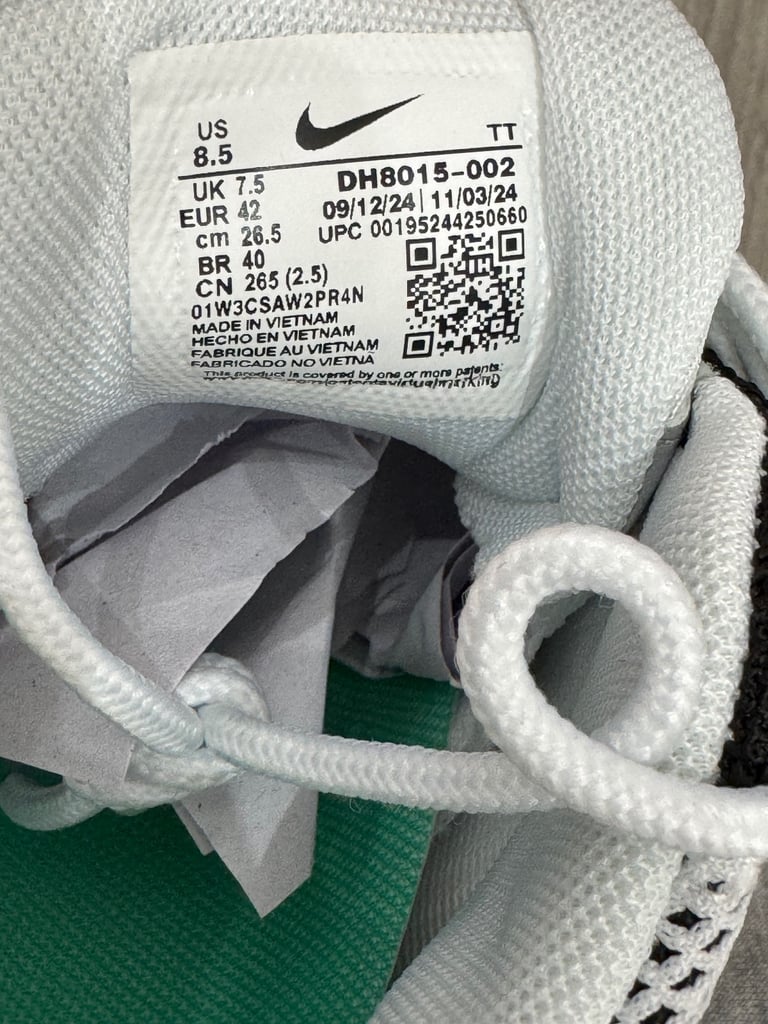 US
8.5
TT
UK 7.5
EUR 42
cm 26.5
BR 40
CN 265 (2.5)
DH8015-002
09/12/24 | 11/03/24
UPC 00195244250660
01W3CSAW2PR4N
MADE IN VIETNAM
HECHO EN VIETNAM
FABRIQUE AU VIETNAM
FABRICADO NO VIETNÃ
This product is covered by one or more patents: